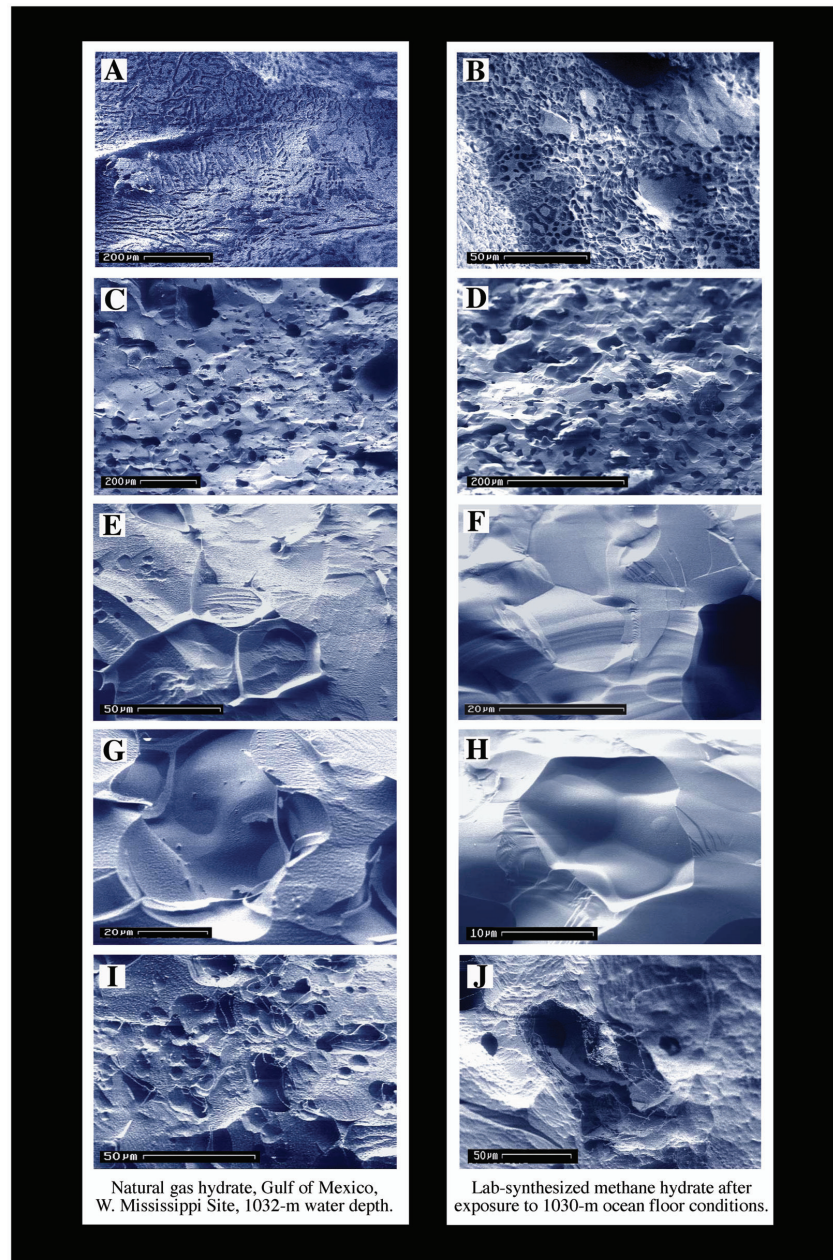 A
200 µm
B
50 µm
C
200 µm
D
200 µm
E
50 µm
F
20 µm
G
20 µm
H
10 µm
I
50 µm
J
50 µm
Natural gas hydrate, Gulf of Mexico,
W. Mississippi Site, 1032-m water depth.
Lab-synthesized methane hydrate after
exposure to 1030-m ocean floor conditions.